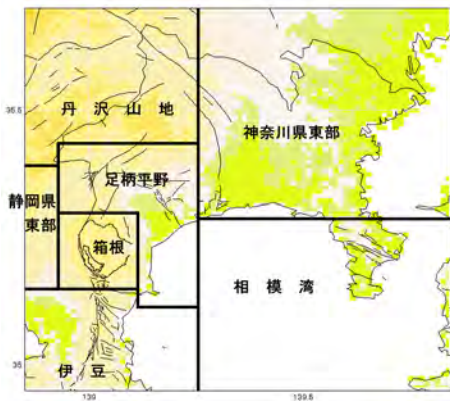 35.5
丹沢山地
神奈川県東部
足柄平野
静岡県
東部
箱根
相模湾
35
伊豆
139
139.5